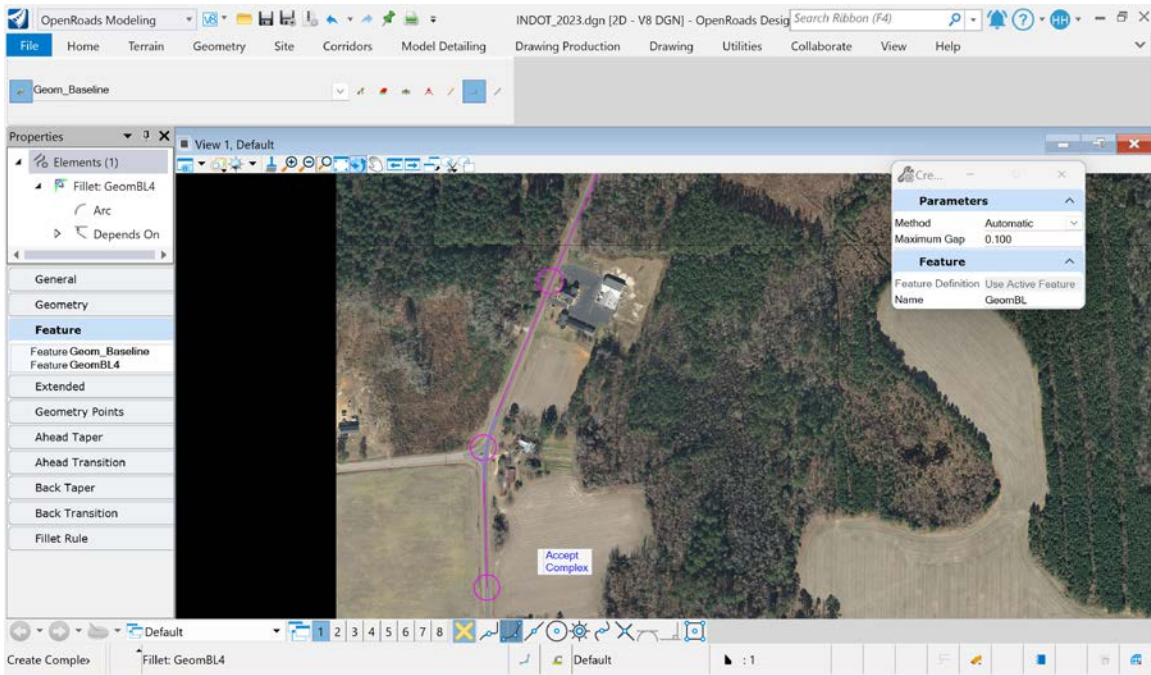 OpenRoads Modeling
INDOT_2023.dgn [2D - V8 DGN] - OpenRoads Desig
Search Ribbon (F4)
HH
File Home Terrain Geometry Site Corridors Model Detailing Drawing Production Drawing Utilities Collaborate View Help
Geom_Baseline
Properties
Elements (1)
Fillet: GeomBL4
Arc
Depends On
General
Geometry
Feature
Feature Geom_Baseline
Feature GeomBL4
Extended
Geometry Points
Ahead Taper
Ahead Transition
Back Taper
Back Transition
Fillet Rule
View 1, Default
Cre...
Parameters
Method Automatic
Maximum Gap 0.100
Feature
Feature Definition Use Active Feature
Name GeomBL
Accept
Complex
Default
1 2 3 4 5 6 7 8
Create Complex
Fillet: GeomBL4
Default
: 1